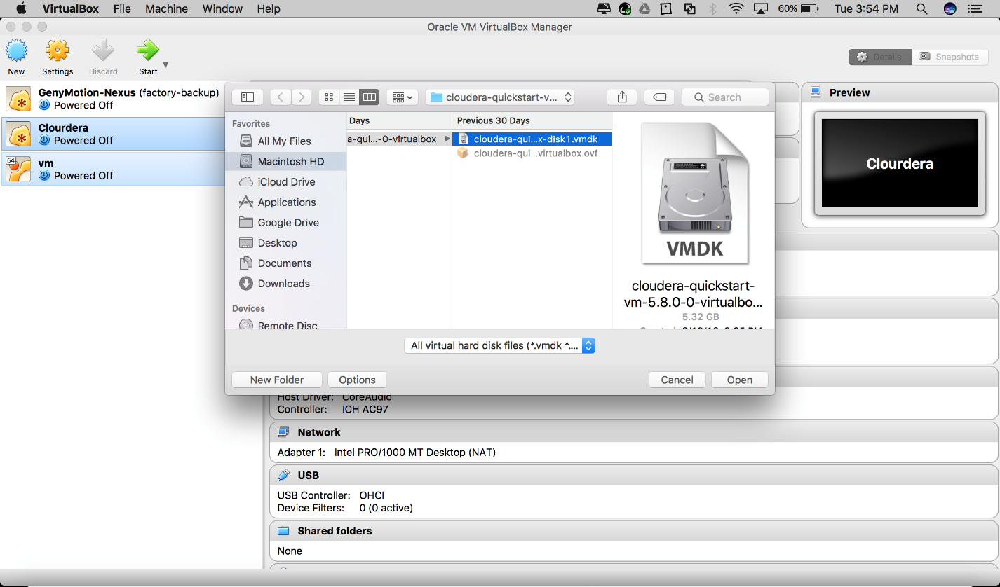 VirtualBox File Machine Window Help 60% Tue 3:54 PM
Oracle VM VirtualBox Manager
New Settings Discard Start Details Snapshots
GenyMotion-Nexus (factory-backup)
Powered Off
Clourdera
Powered Off
64 vm
Powered Off
cloudera-quickstart-v... Search
Favorites
All My Files
Macintosh HD
iCloud Drive
Applications
Google Drive
Desktop
Documents
Downloads
Devices
Remote Disc
Days
a-qui...-0-virtualbox
Previous 30 Days
cloudera-qui...x-disk1.vmdk
cloudera-qui...virtualbox.ovf
VMDK
cloudera-quickstart-
vm-5.8.0-0-virtualbo...
5.32 GB
All virtual hard disk files (*.vmdk *....
New Folder Options Cancel Open
Preview
Clourdera
Host Driver: CoreAudio
Controller: ICH AC97
Network
Adapter 1: Intel PRO/1000 MT Desktop (NAT)
USB
USB Controller: OHCI
Device Filters: 0 (0 active)
Shared folders
None